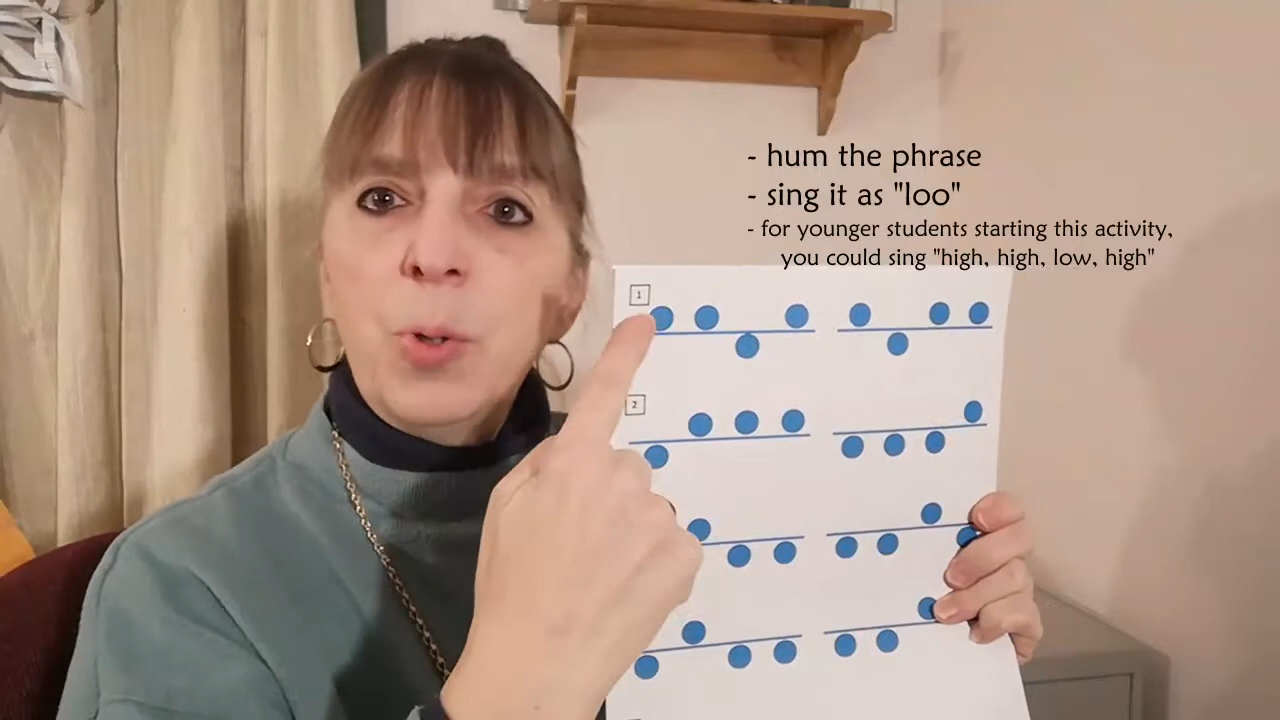 - hum the phrase
- sing it as "loo"
- for younger students starting this activity,
you could sing "high, high, low, high"
1
2